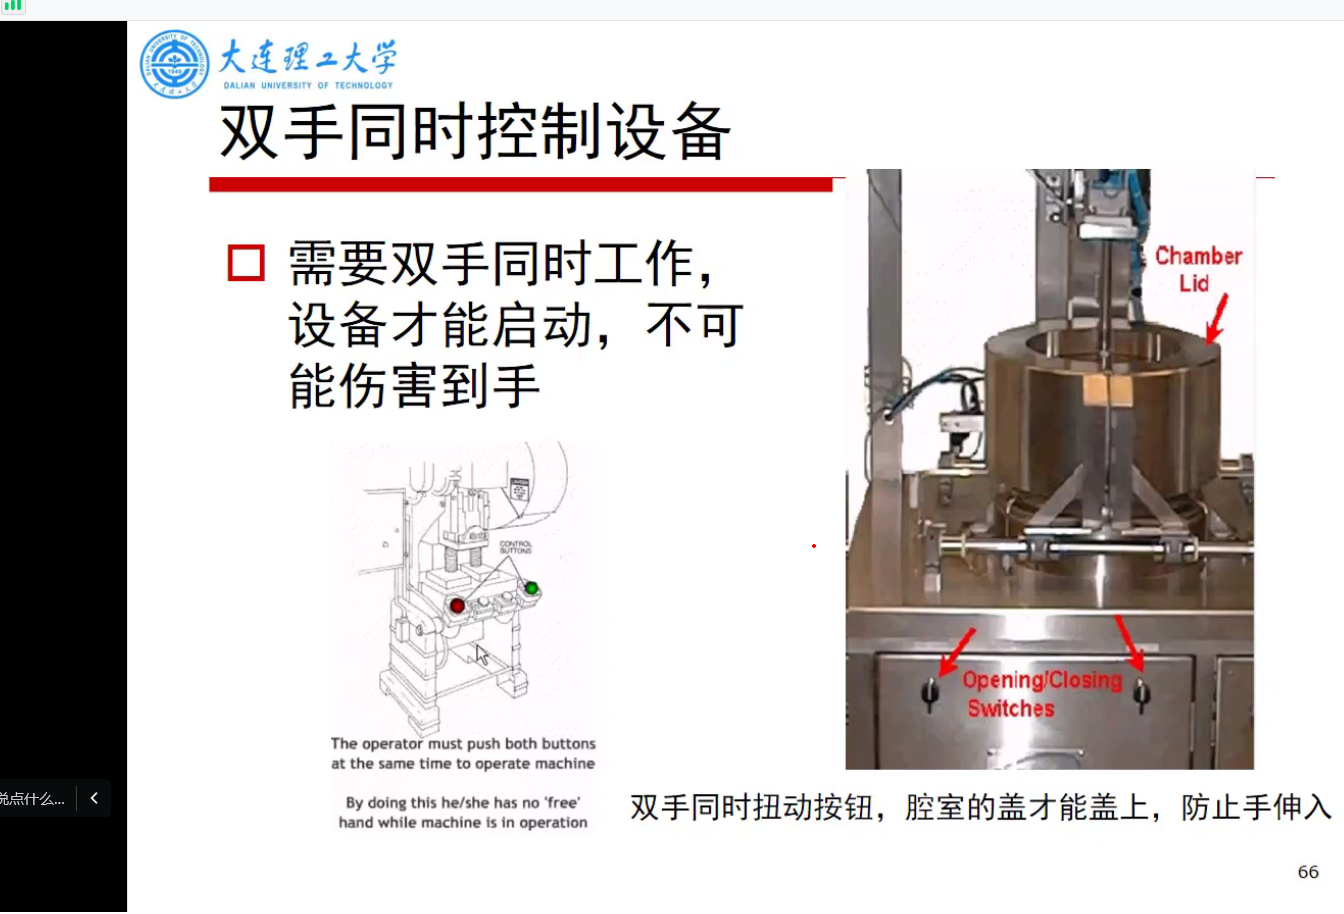 大连理工大学
DALIAN UNIVERSITY OF TECHNOLOGY
双手同时控制设备
需要双手同时工作，
设备才能启动，不可
能伤害到手
Chamber
Lid
CONTROL
BUTTONS
Opening/Closing
Switches
The operator must push both buttons
at the same time to operate machine
By doing this he/she has no 'free'
hand while machine is in operation
双手同时扭动按钮，腔室的盖才能盖上，防止手伸入
说点什么...
66